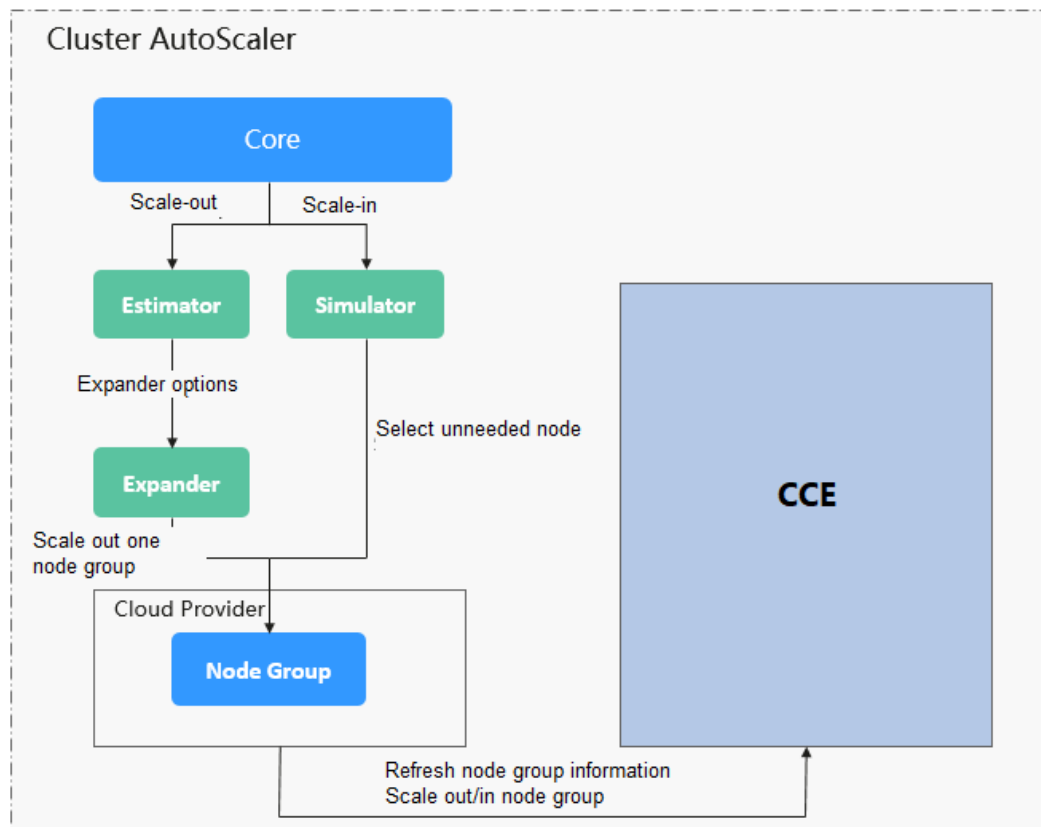 Cluster AutoScaler
Core
Scale-out
Scale-in
Estimator
Simulator
Expander options
Select unneeded node
Expander
CCE
Scale out one
node group
Cloud Provider
Node Group
Refresh node group information
Scale out/in node group